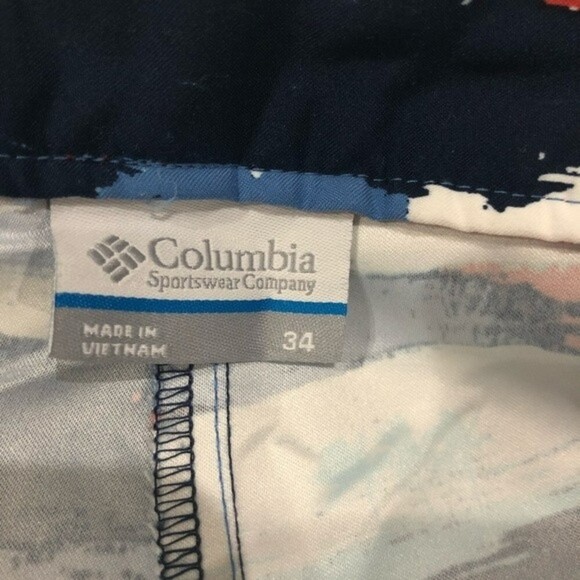 Columbia
Sportswear Company
MADE IN
VIETNAM
34